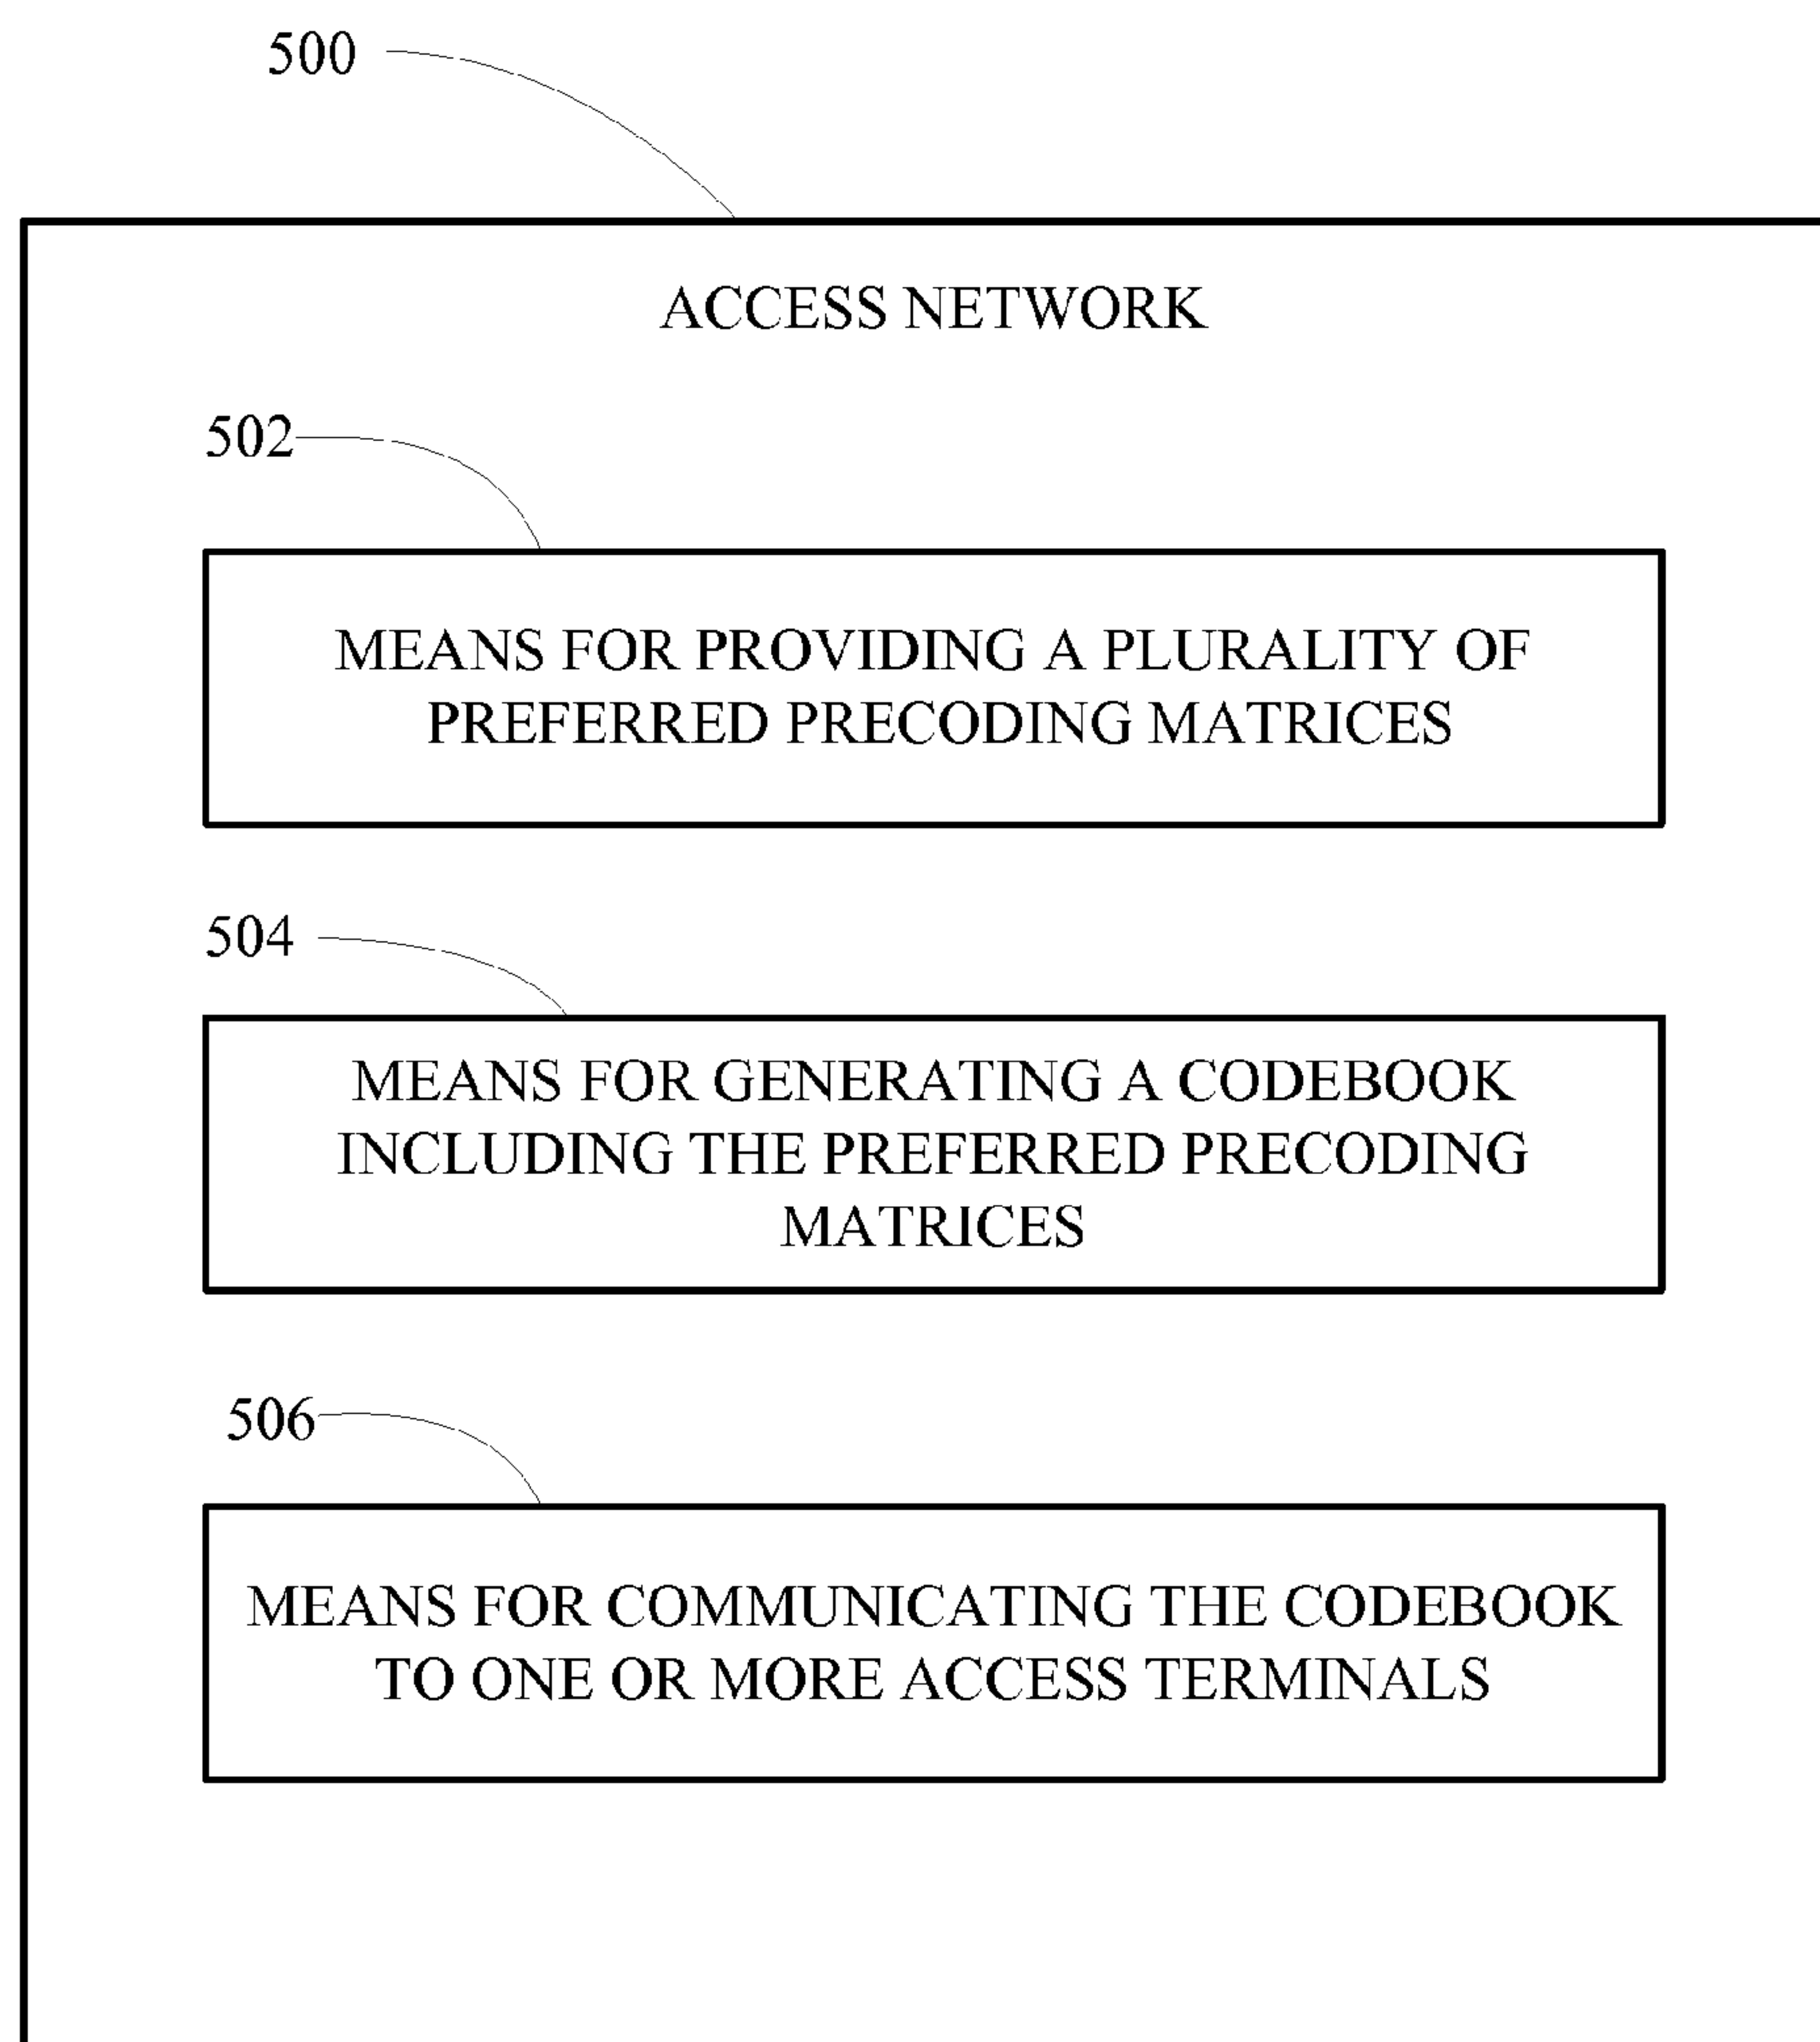 500
ACCESS NETWORK
502
MEANS FOR PROVIDING A PLURALITY OF
PREFERRED PRECODING MATRICES
504
MEANS FOR GENERATING A CODEBOOK
INCLUDING THE PREFERRED PRECODING
MATRICES
506
MEANS FOR COMMUNICATING THE CODEBOOK
TO ONE OR MORE ACCESS TERMINALS